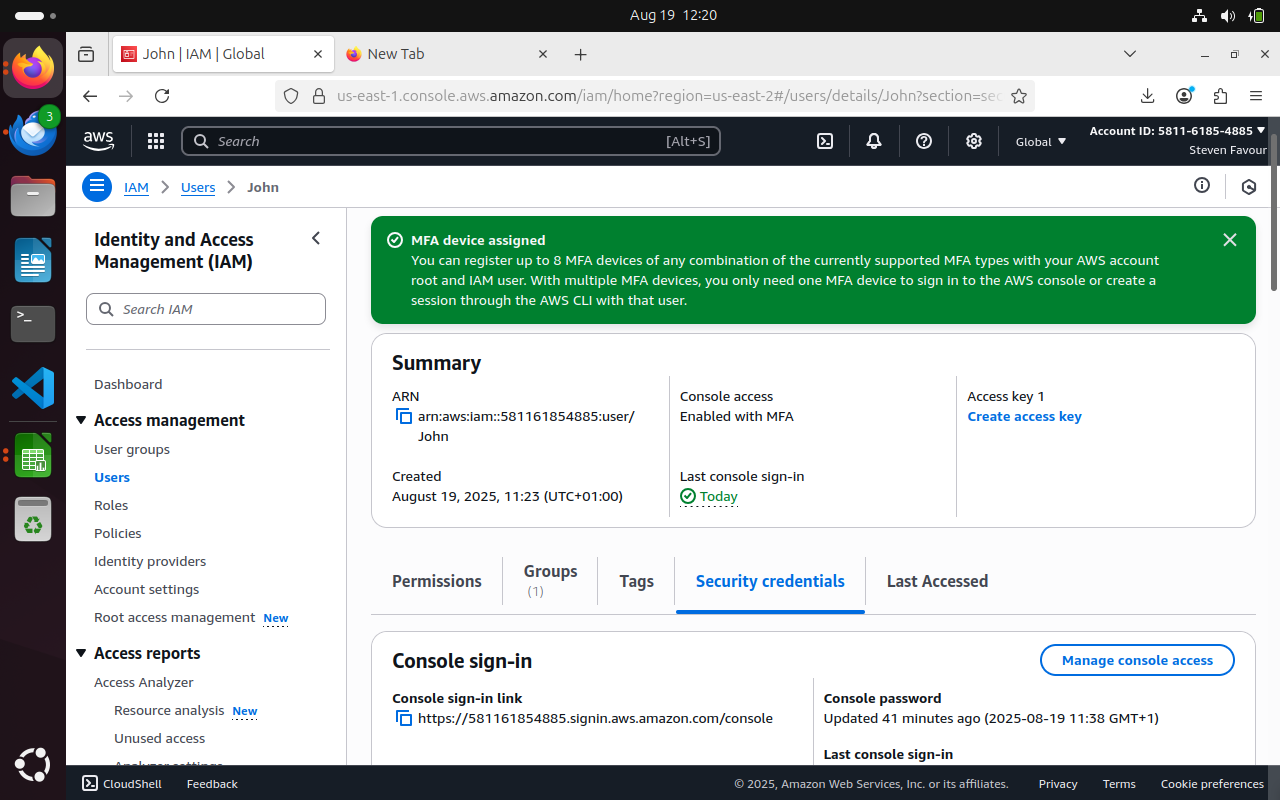 Aug 19 12:20
3
John | IAM | Global
New Tab
us-east-1.console.aws.amazon.com/iam/home?region=us-east-2#/users/details/John?section=sec
aws
Search
[Alt+S]
Global
Account ID: 5811-6185-4885
Steven Favour
IAM
Users
John
Identity and Access
Management (IAM)
Search IAM
Dashboard
Access management
User groups
Users
Roles
Policies
Identity providers
Account settings
Root access management New
Access reports
Access Analyzer
Resource analysis New
Unused access
Analyzer settings
MFA device assigned
You can register up to 8 MFA devices of any combination of the currently supported MFA types with your AWS account
root and IAM user. With multiple MFA devices, you only need one MFA device to sign in to the AWS console or create a
session through the AWS CLI with that user.
Summary
ARN
arn:aws:iam::581161854885:user/
John
Created
August 19, 2025, 11:23 (UTC+01:00)
Console access
Enabled with MFA
Last console sign-in
Today
Access key 1
Create access key
Permissions
Groups
(1)
Tags
Security credentials
Last Accessed
Console sign-in
Manage console access
Console sign-in link
https://581161854885.signin.aws.amazon.com/console
Console password
Updated 41 minutes ago (2025-08-19 11:38 GMT+1)
Last console sign-in
CloudShell
Feedback
© 2025, Amazon Web Services, Inc. or its affiliates.
Privacy
Terms
Cookie preferences